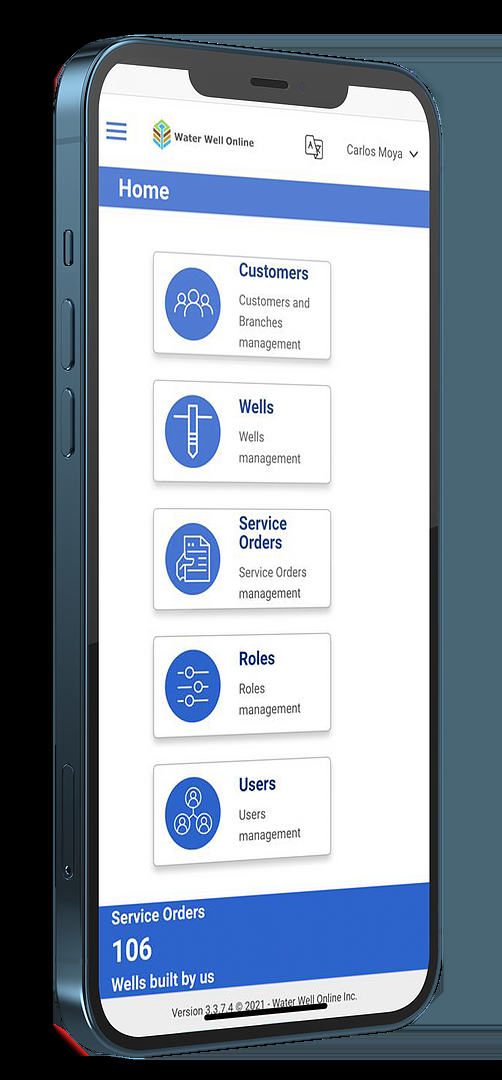 Water Well Online
Carlos Moya
Home
Customers
Customers and
Branches
management
Wells
Wells
management
Service
Orders
Service Orders
management
Roles
Roles
management
Users
Users
management
Service Orders
106
Wells built by us
Version 3.3.7.4 © 2021 - Water Well Online Inc.